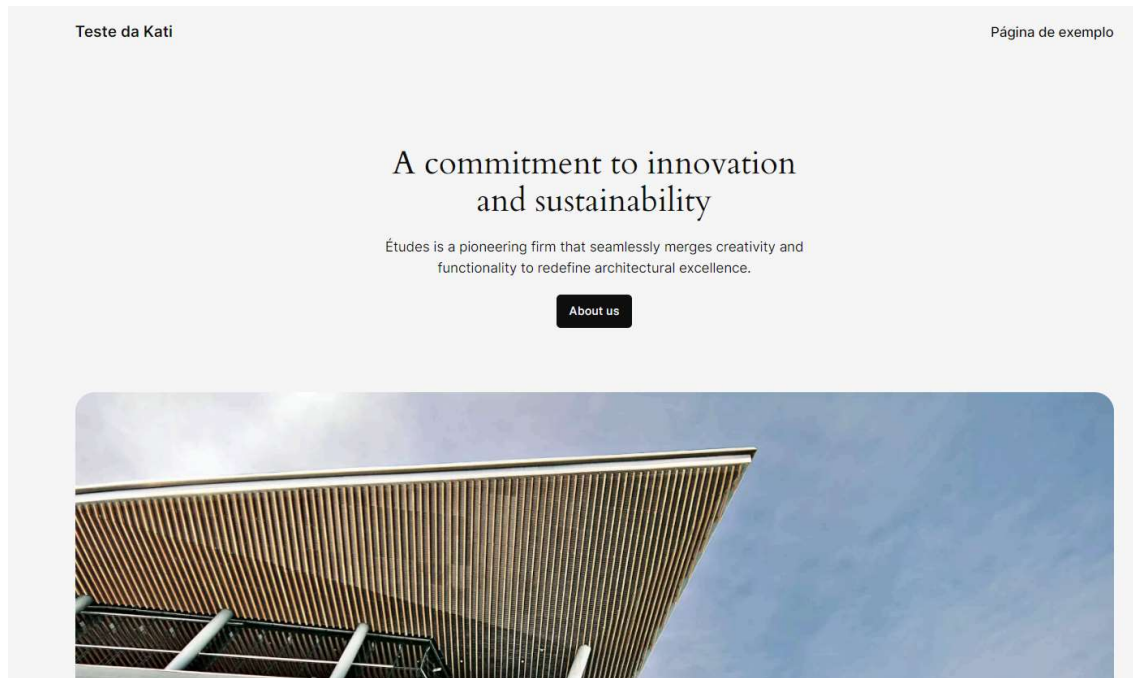 Teste da Kati
Página de exemplo
A commitment to innovation
and sustainability
Études is a pioneering firm that seamlessly merges creativity and
functionality to redefine architectural excellence.
About us